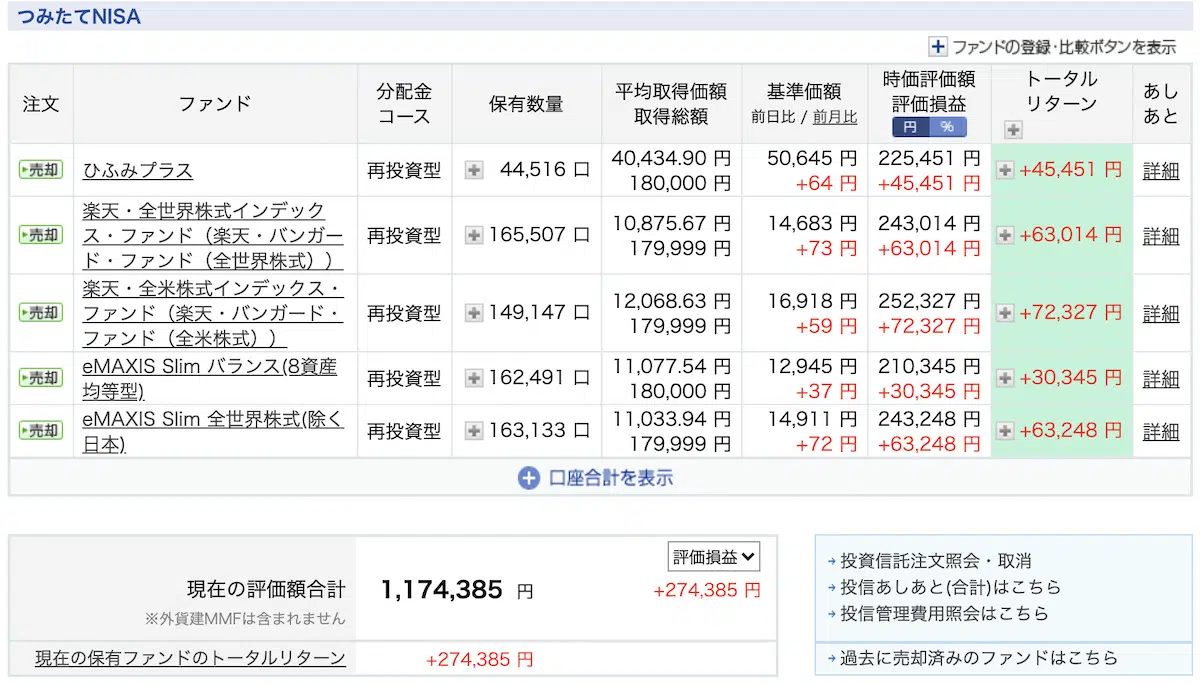 つみたてNISA
ファンドの登録・比較ボタンを表示
注文 ファンド 分配金 コース 保有数量 平均取得価額 取得総額 基準価額 前日比 / 前月比 時価評価額 評価損益 円 % トータル リターン あし あと
売却 ひふみプラス 再投資型 44,516 口 40,434.90 円 180,000 円 50,645 円 +64 円 225,451 円 +45,451 円 +45,451 円 詳細
売却 楽天・全世界株式インデック
ス・ファンド（楽天・バンガー
ド・ファンド（全世界株式）） 再投資型 165,507 口 10,875.67 円 179,999 円 14,683 円 +73 円 243,014 円 +63,014 円 +63,014 円 詳細
売却 楽天・全米株式インデックス・
ファンド（楽天・バンガード・
ファンド（全米株式）） 再投資型 149,147 口 12,068.63 円 179,999 円 16,918 円 +59 円 252,327 円 +72,327 円 +72,327 円 詳細
売却 eMAXIS Slim バランス(8資産
均等型) 再投資型 162,491 口 11,077.54 円 180,000 円 12,945 円 +37 円 210,345 円 +30,345 円 +30,345 円 詳細
売却 eMAXIS Slim 全世界株式(除く
日本) 再投資型 163,133 口 11,033.94 円 179,999 円 14,911 円 +72 円 243,248 円 +63,248 円 +63,248 円 詳細
口座合計を表示
評価損益
現在の評価額合計 1,174,385 円 +274,385 円
※外貨建MMFは含まれません
現在の保有ファンドのトータルリターン +274,385 円
投資信託注文照会・取消
投信あしあと(合計)はこちら
投信管理費用照会はこちら
過去に売却済みのファンドはこちら